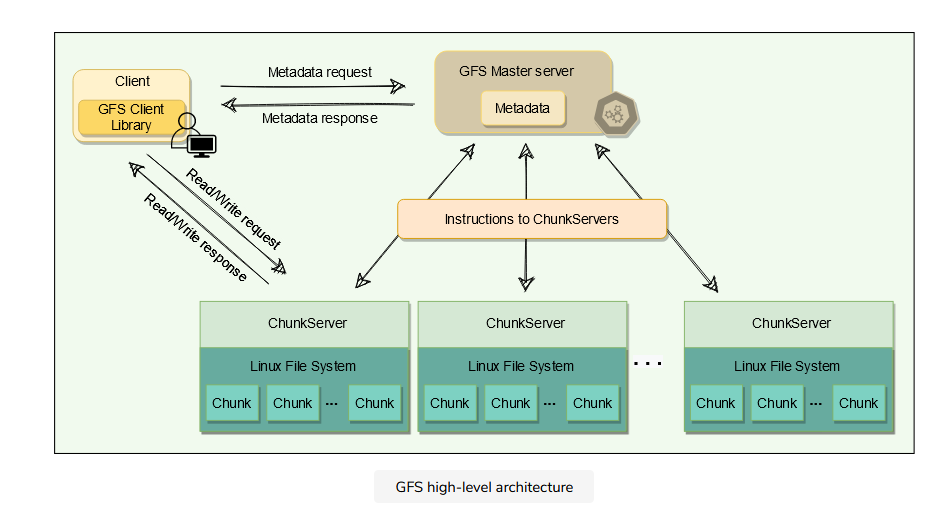 Client
GFS Client
Library
Metadata request
Metadata response
GFS Master server
Metadata
Read/Write request
Read/Write response
Instructions to ChunkServers
ChunkServer
Linux File System
Chunk
Chunk
...
Chunk
ChunkServer
Linux File System
Chunk
Chunk
...
Chunk
...
ChunkServer
Linux File System
Chunk
Chunk
...
Chunk
GFS high-level architecture